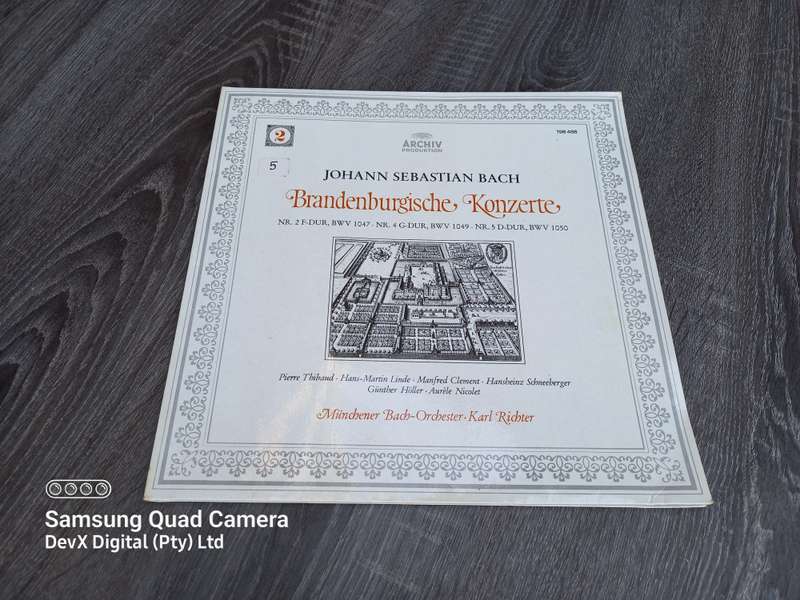 2
ARCHIV
PRODUKTION
198 438
5
JOHANN SEBASTIAN BACH
Brandenburgische Konzerte
NR. 2 F-DUR, BWV 1047 · NR. 4 G-DUR, BWV 1049 · NR. 5 D-DUR, BWV 1050
Pierre Thibaud · Hans-Martin Linde · Manfred Clement · Hansheinz Schneeberger
Günther Höller · Aurèle Nicolet
Münchener Bach-Orchester · Karl Richter
Samsung Quad Camera
DevX Digital (Pty) Ltd